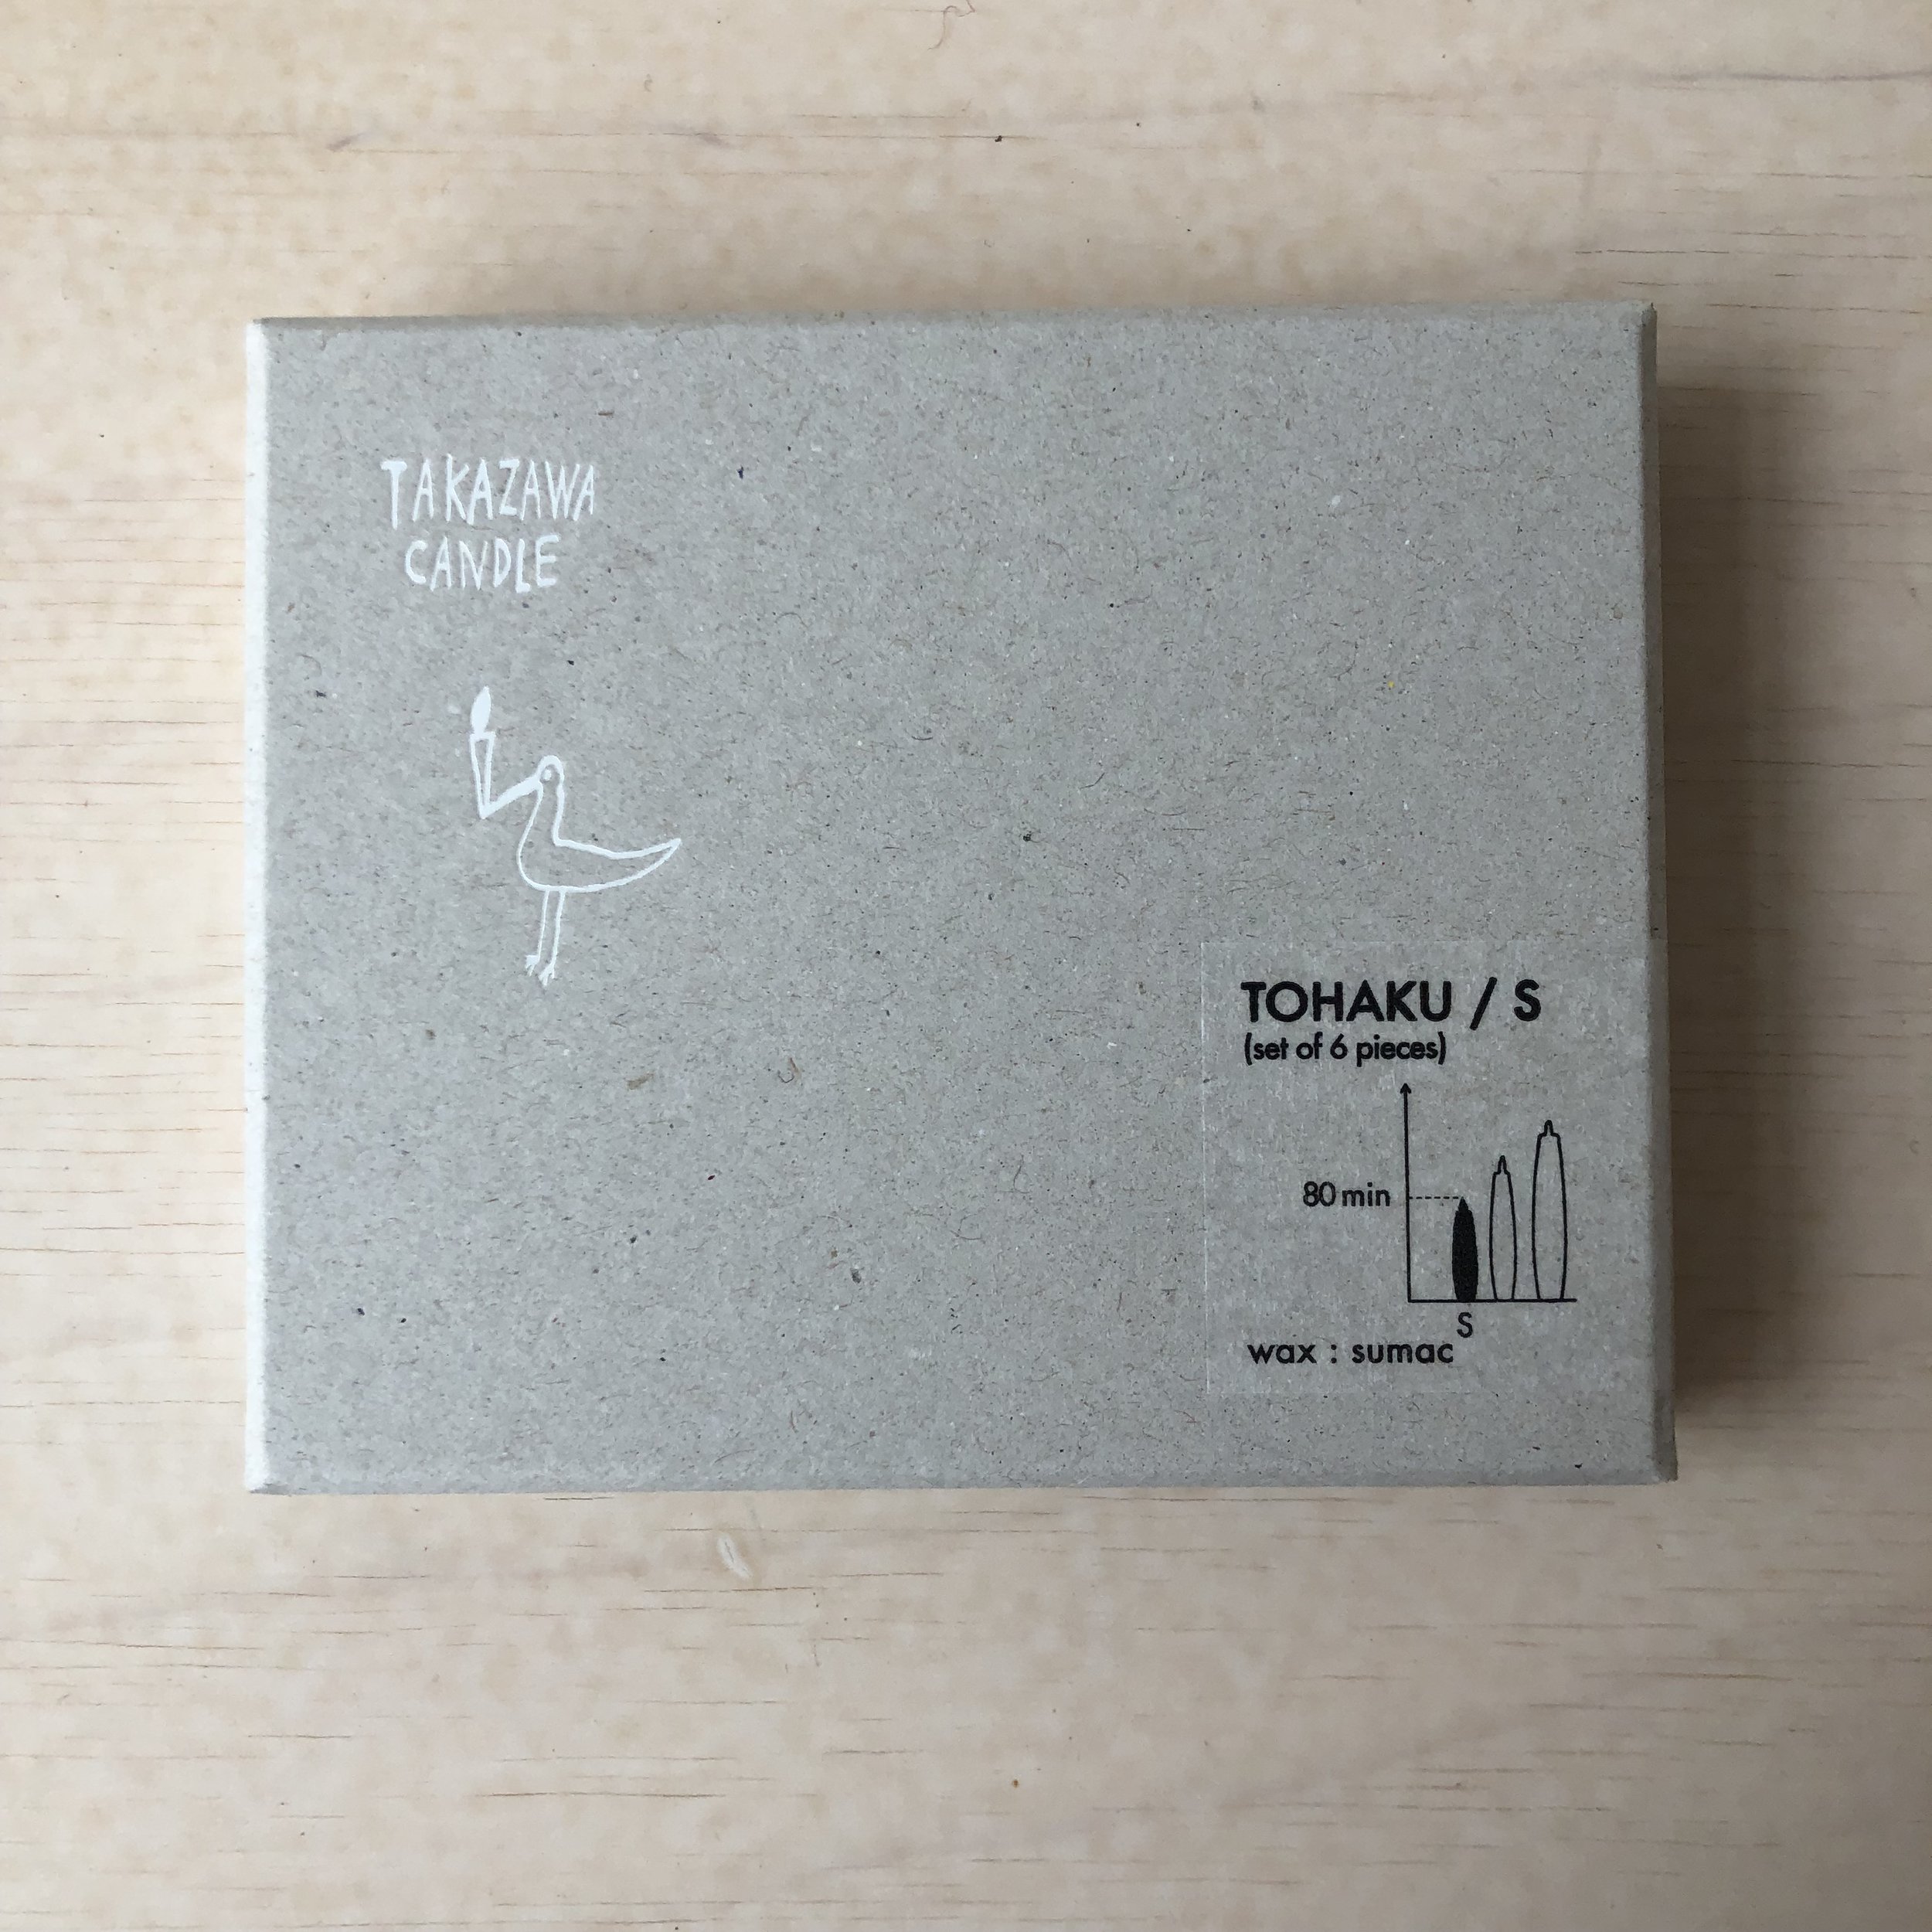 TAKAZAWA
CANDLE
TOHAKU / S
(set of 6 pieces)
80 min
S
wax : sumac